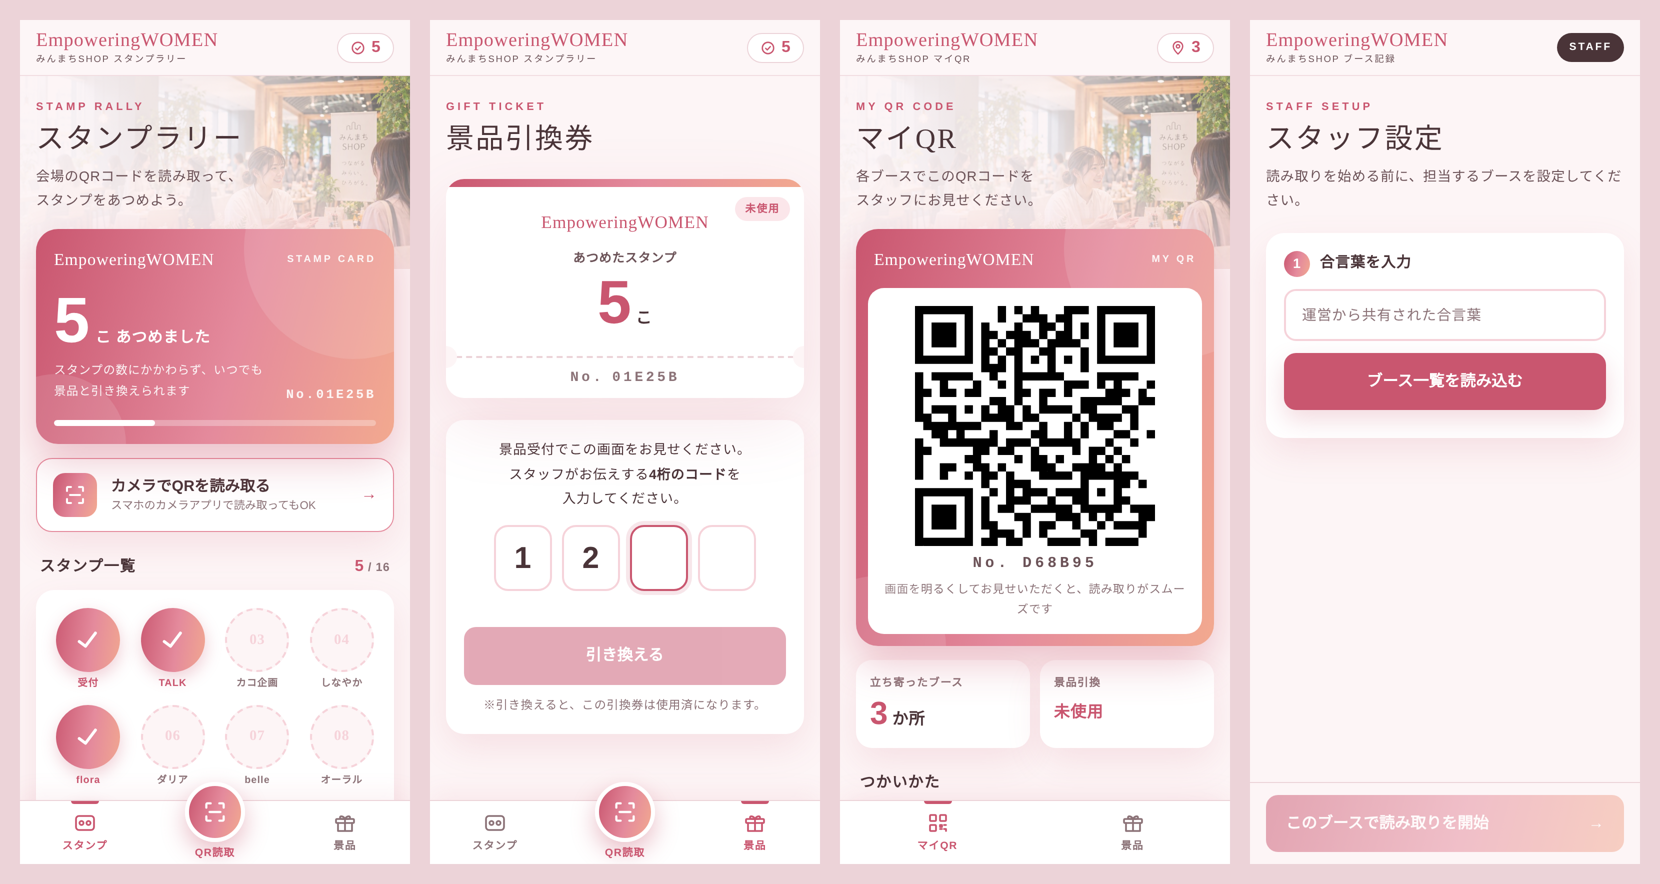 EmpoweringWOMEN
みんまちSHOP スタンプラリー
5
STAMP RALLY
スタンプラリー
会場のQRコードを読み取って、
スタンプをあつめよう。
みんまち
SHOP
EmpoweringWOMEN
STAMP CARD
5 こ あつめました
スタンプの数にかかわらず、いつでも
景品と引き換えられます
No.01E25B
カメラでQRを読み取る
スマホのカメラアプリで読み取ってもOK
→
スタンプ一覧
5 / 16
03
04
受付
TALK
カコ企画
しなやか
06
07
08
flora
ダリア
belle
オーラル
スタンプ
QR読取
景品
EmpoweringWOMEN
みんまちSHOP スタンプラリー
5
GIFT TICKET
景品引換券
未使用
EmpoweringWOMEN
あつめたスタンプ
5 こ
No. 01E25B
景品受付でこの画面をお見せください。
スタッフがお伝えする4桁のコードを
入力してください。
1
2
引き換える
※引き換えると、この引換券は使用済になります。
スタンプ
QR読取
景品
EmpoweringWOMEN
みんまちSHOP マイQR
3
MY QR CODE
マイQR
各ブースでこのQRコードを
スタッフにお見せください。
みんまち
SHOP
EmpoweringWOMEN
MY QR
No. D68B95
画面を明るくしてお見せいただくと、読み取りがスムー
ズです
立ち寄ったブース
3 か所
景品引換
未使用
つかいかた
マイQR
景品
EmpoweringWOMEN
みんまちSHOP ブース記録
STAFF
STAFF SETUP
スタッフ設定
読み取りを始める前に、担当するブースを設定してくだ
さい。
1 合言葉を入力
運営から共有された合言葉
ブース一覧を読み込む
このブースで読み取りを開始
→